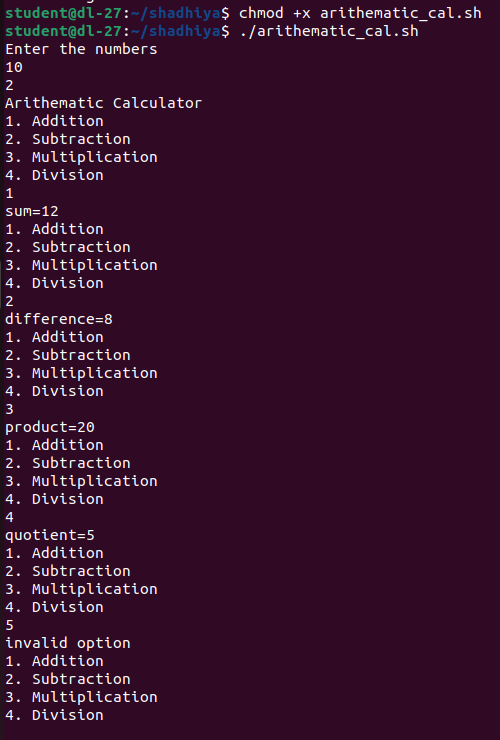 student@dl-27:~/shadhiya$ chmod +x arithematic_cal.sh
student@dl-27:~/shadhiya$ ./arithematic_cal.sh
Enter the numbers
10
2
Arithematic Calculator
1. Addition
2. Subtraction
3. Multiplication
4. Division
1
sum=12
1. Addition
2. Subtraction
3. Multiplication
4. Division
2
difference=8
1. Addition
2. Subtraction
3. Multiplication
4. Division
3
product=20
1. Addition
2. Subtraction
3. Multiplication
4. Division
4
quotient=5
1. Addition
2. Subtraction
3. Multiplication
4. Division
5
invalid option
1. Addition
2. Subtraction
3. Multiplication
4. Division